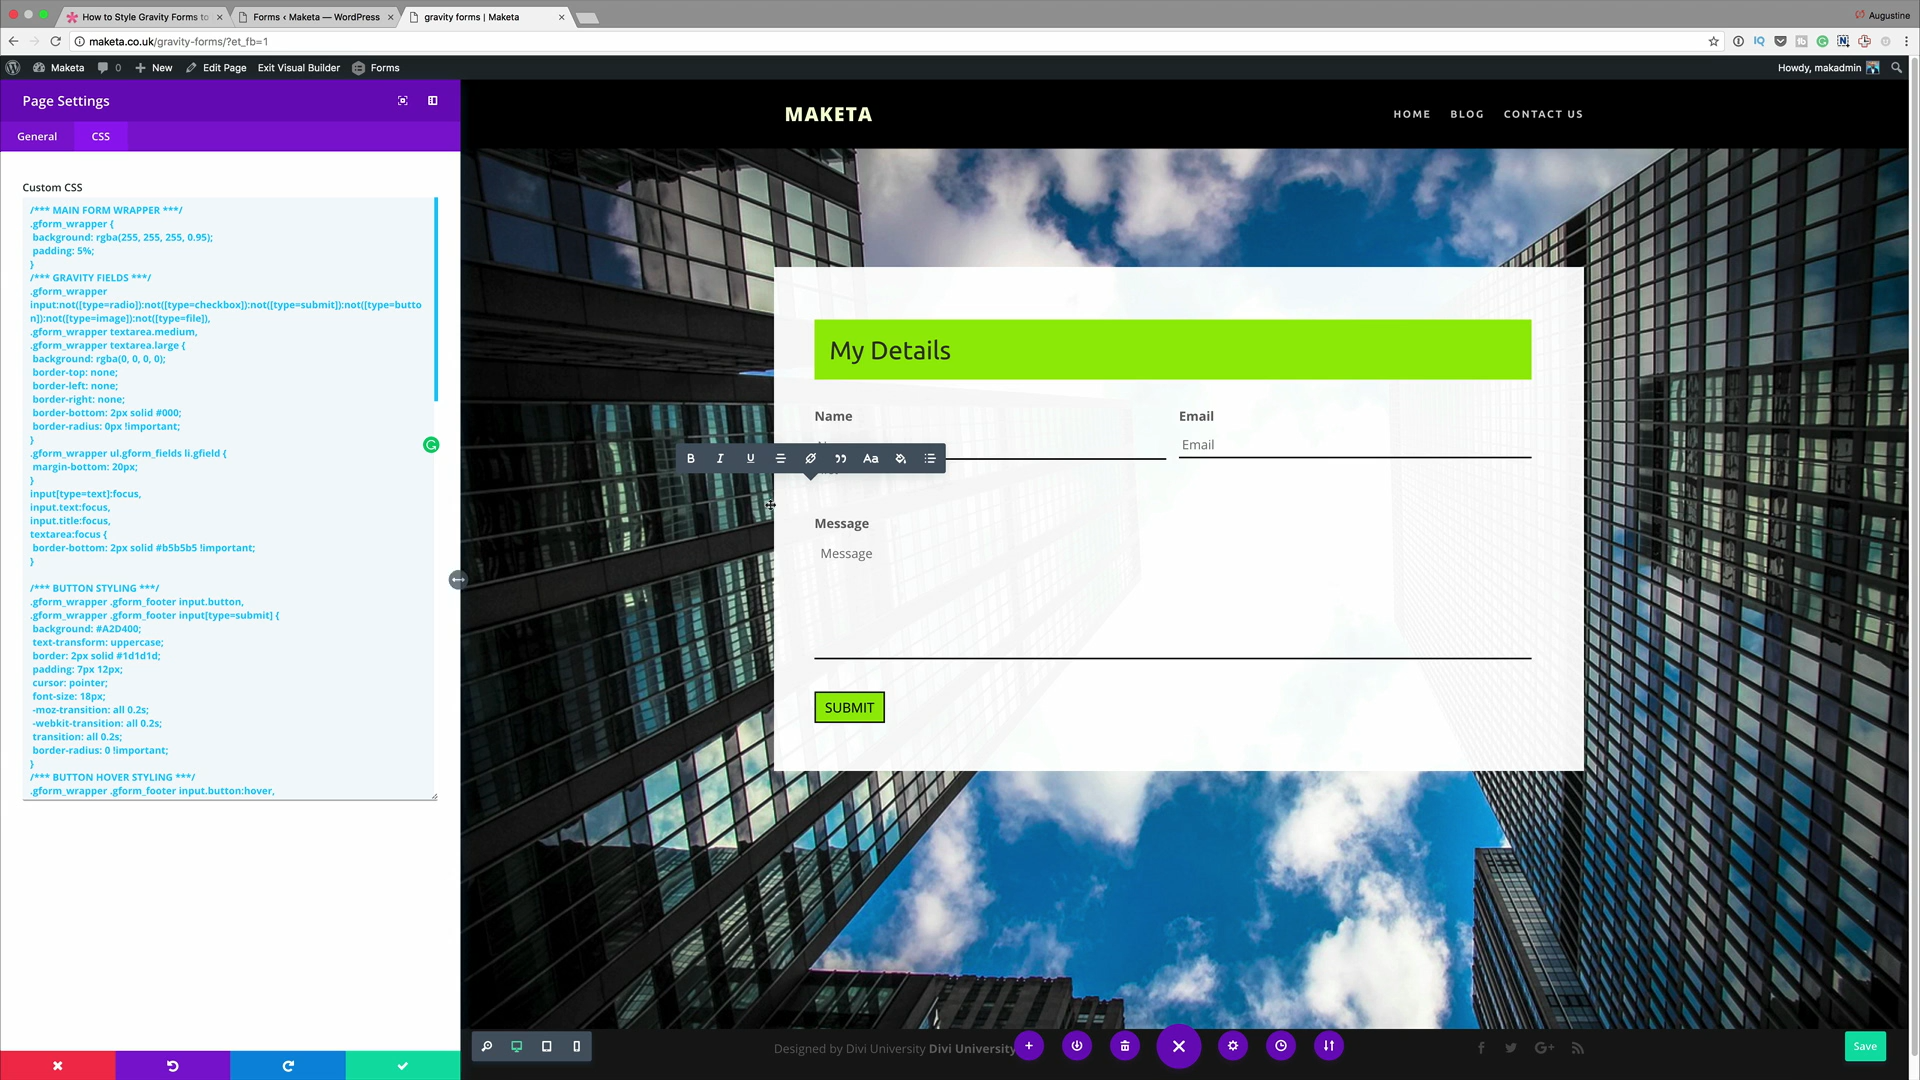 How to Style Gravity Forms to
Forms ‹ Maketa — WordPress
gravity forms | Maketa
Augustine
maketa.co.uk/gravity-forms/?et_fb=1
Maketa
0
New
Edit Page
Exit Visual Builder
Forms
Howdy, makadmin
Page Settings
General
CSS
Custom CSS
/*** MAIN FORM WRAPPER ***/
.gform_wrapper {
background: rgba(255, 255, 255, 0.95);
padding: 5%;
}
/*** GRAVITY FIELDS ***/
.gform_wrapper
input:not([type=radio]):not([type=checkbox]):not([type=submit]):not([type=butto
n]):not([type=image]):not([type=file]),
.gform_wrapper textarea.medium,
.gform_wrapper textarea.large {
background: rgba(0, 0, 0, 0);
border-top: none;
border-left: none;
border-right: none;
border-bottom: 2px solid #000;
border-radius: 0px !important;
}
.gform_wrapper ul.gform_fields li.gfield {
margin-bottom: 20px;
}
input[type=text]:focus,
input.text:focus,
input.title:focus,
textarea:focus {
border-bottom: 2px solid #b5b5b5 !important;
}
/*** BUTTON STYLING ***/
.gform_wrapper .gform_footer input.button,
.gform_wrapper .gform_footer input[type=submit] {
background: #A2D400;
text-transform: uppercase;
border: 2px solid #1d1d1d;
padding: 7px 12px;
cursor: pointer;
font-size: 18px;
-moz-transition: all 0.2s;
-webkit-transition: all 0.2s;
transition: all 0.2s;
border-radius: 0 !important;
}
/*** BUTTON HOVER STYLING ***/
.gform_wrapper .gform_footer input.button:hover,
MAKETA
HOME
BLOG
CONTACT US
My Details
Name
Email
Email
B I U Aa
Message
Message
SUBMIT
Designed by Divi University Divi University
Save